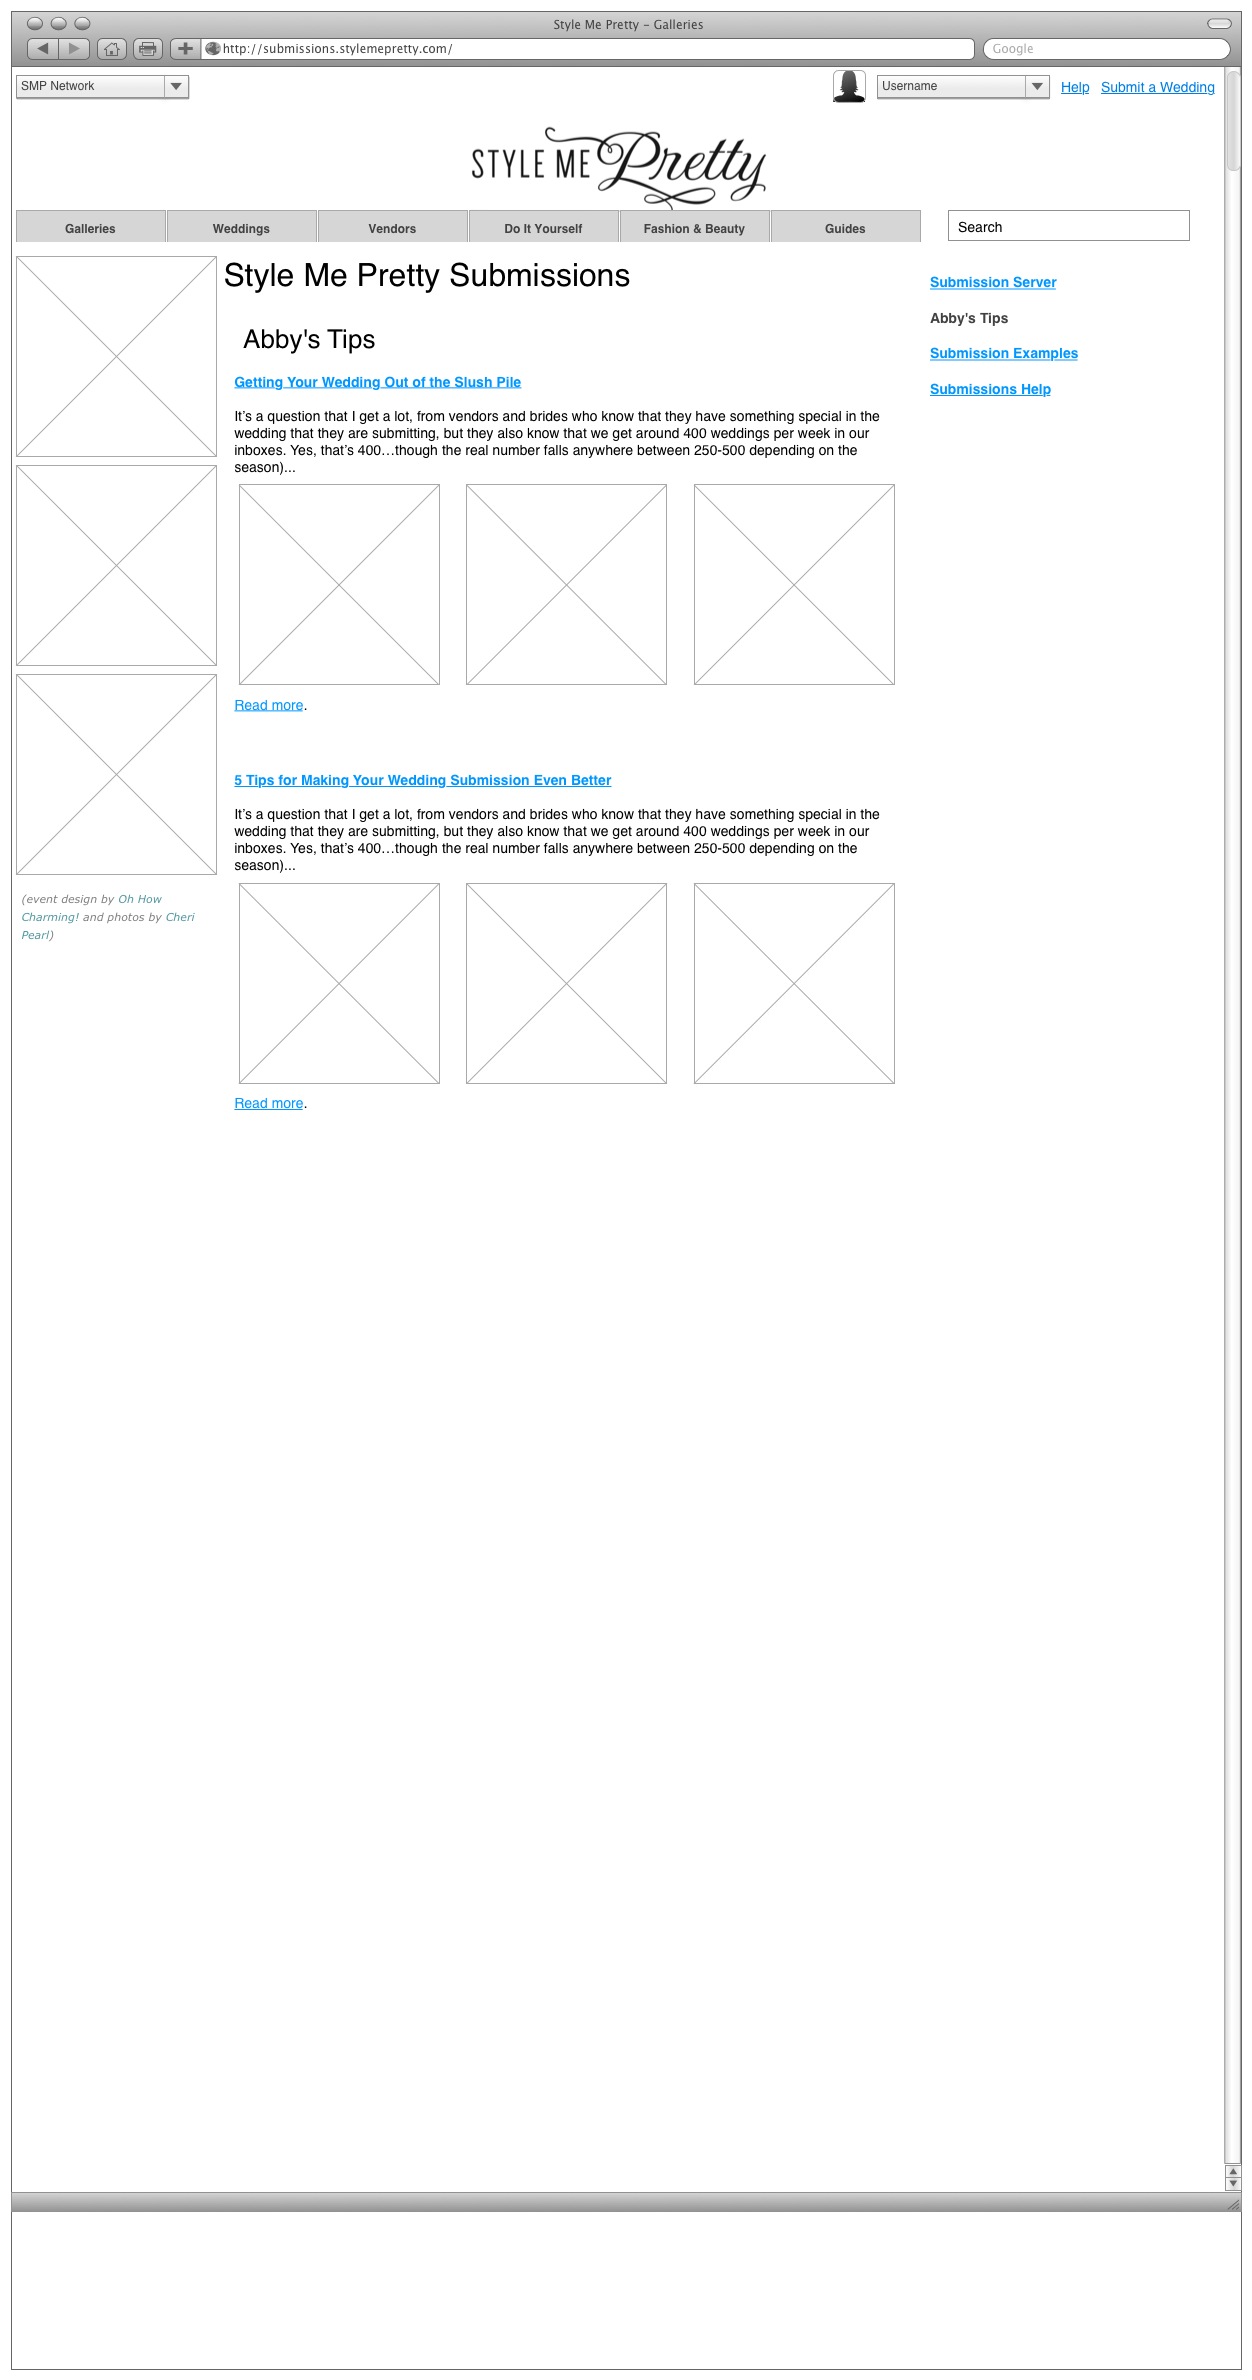 Style Me Pretty – Galleries
http://submissions.stylemepretty.com/
Google
SMP Network
Username
Help
Submit a Wedding
STYLE ME Pretty
Galleries
Weddings
Vendors
Do It Yourself
Fashion & Beauty
Guides
Search
Style Me Pretty Submissions
Abby's Tips
Getting Your Wedding Out of the Slush Pile
It’s a question that I get a lot, from vendors and brides who know that they have something special in the
wedding that they are submitting, but they also know that we get around 400 weddings per week in our
inboxes. Yes, that’s 400…though the real number falls anywhere between 250-500 depending on the
season)...
Read more.
5 Tips for Making Your Wedding Submission Even Better
It’s a question that I get a lot, from vendors and brides who know that they have something special in the
wedding that they are submitting, but they also know that we get around 400 weddings per week in our
inboxes. Yes, that’s 400…though the real number falls anywhere between 250-500 depending on the
season)...
Read more.
(event design by Oh How
Charming! and photos by Cheri
Pearl)
Submission Server
Abby's Tips
Submission Examples
Submissions Help